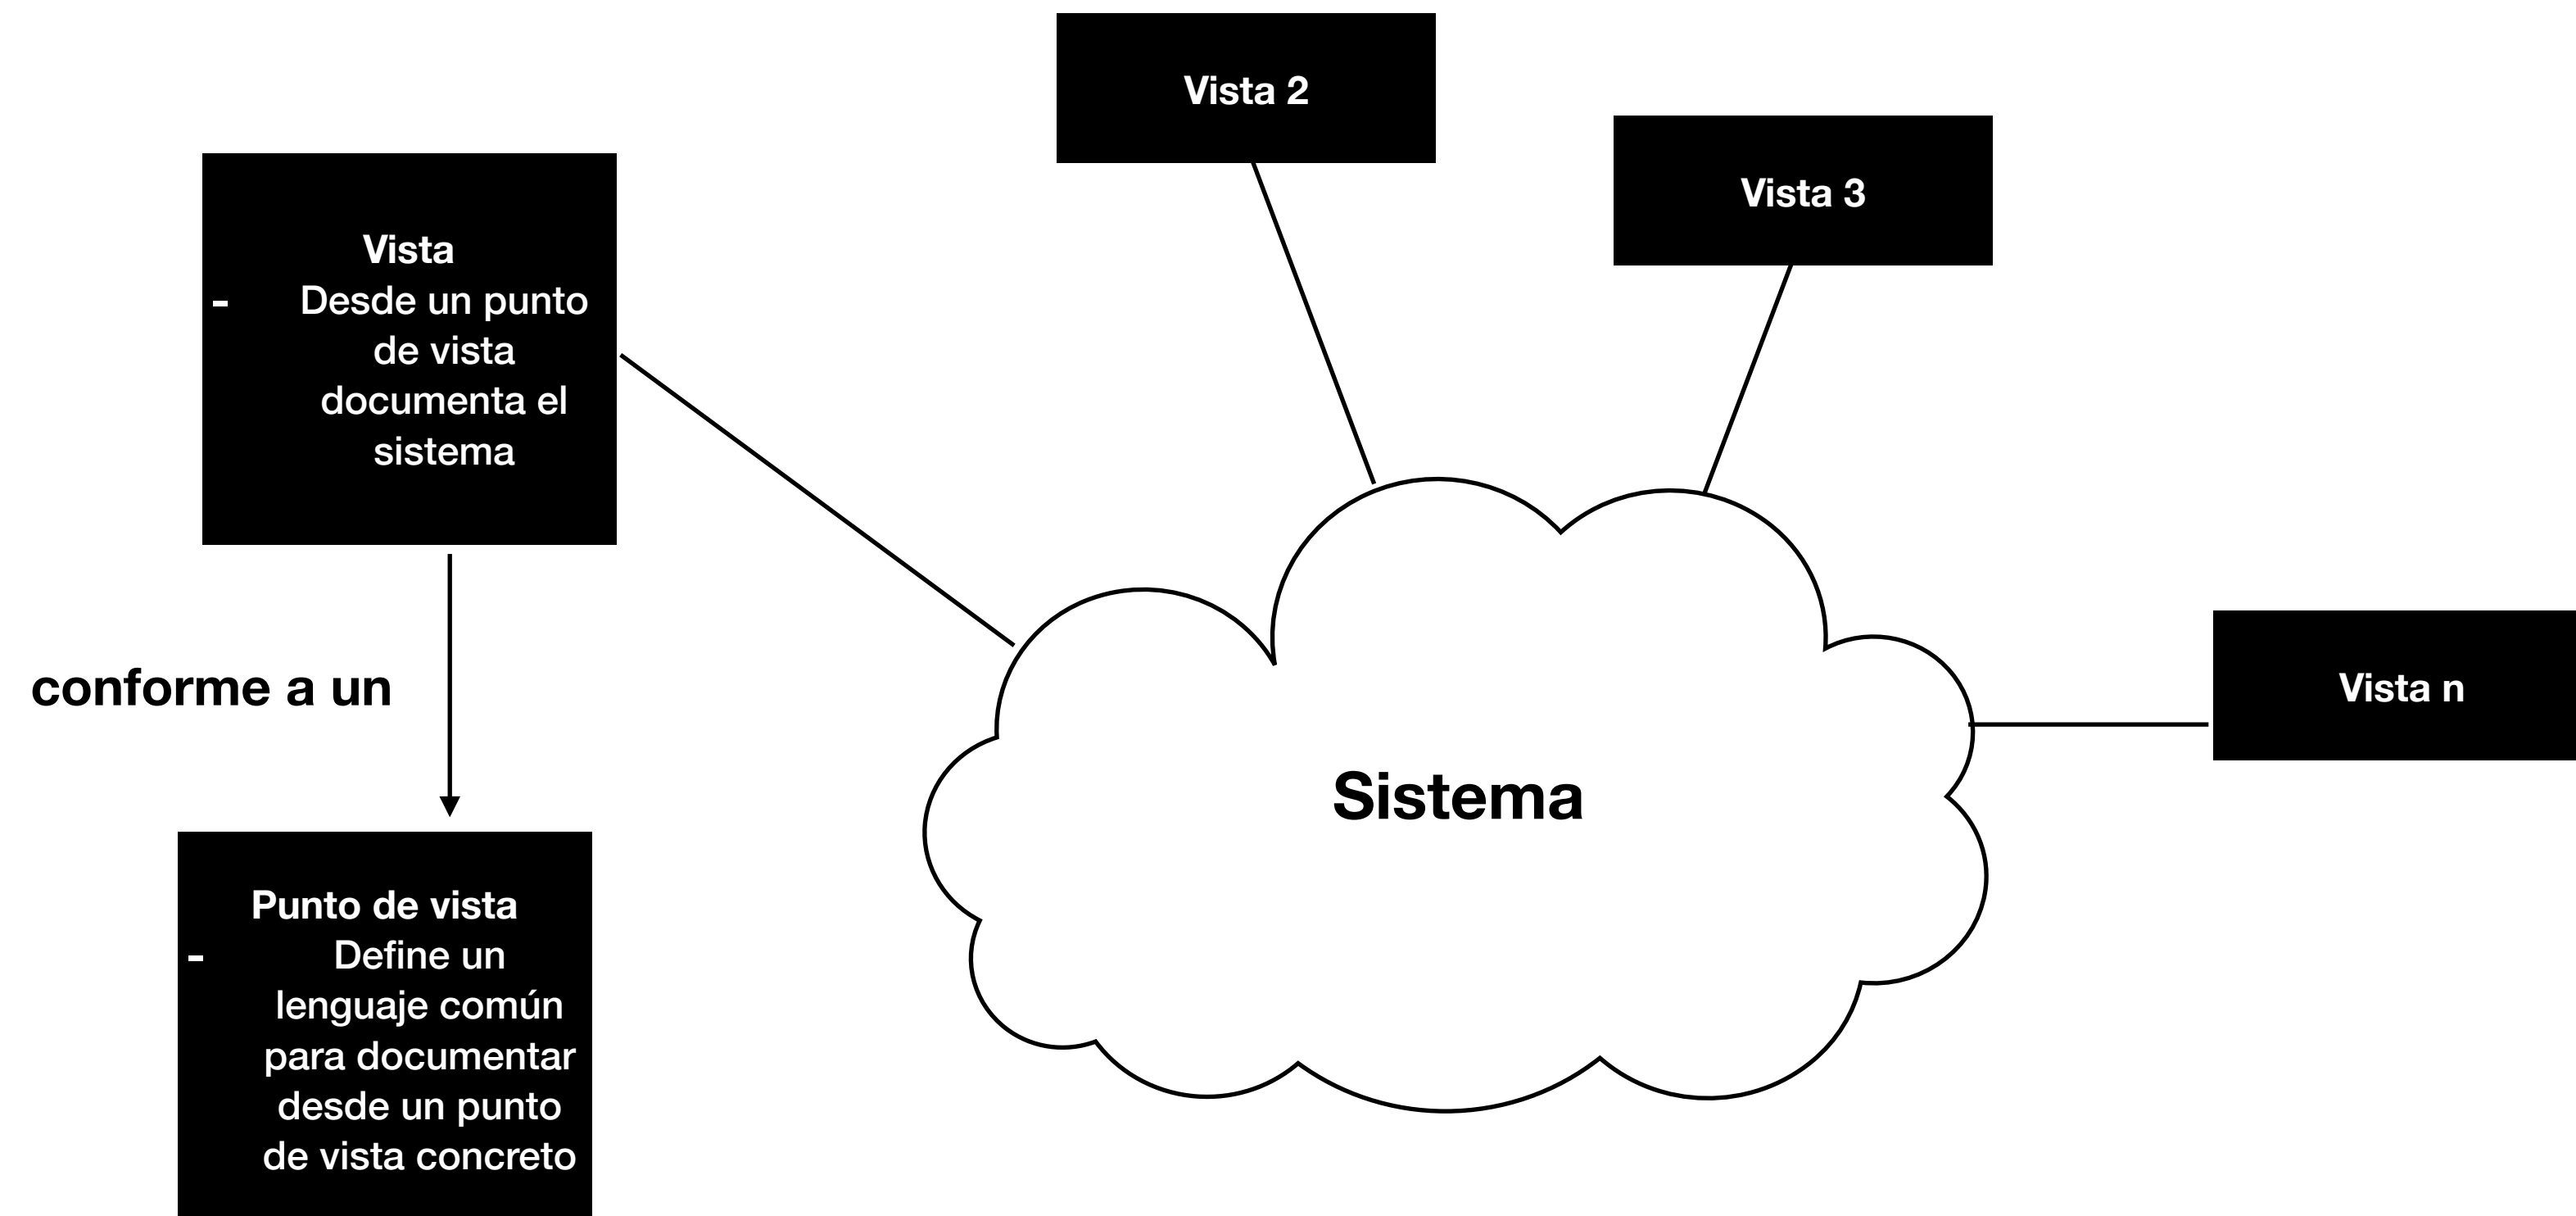 Vista 2
Vista 3
Vista
- Desde un punto
de vista
documenta el
sistema
Vista n
conforme a un
Sistema
Punto de vista
- Define un
lenguaje común
para documentar
desde un punto
de vista concreto